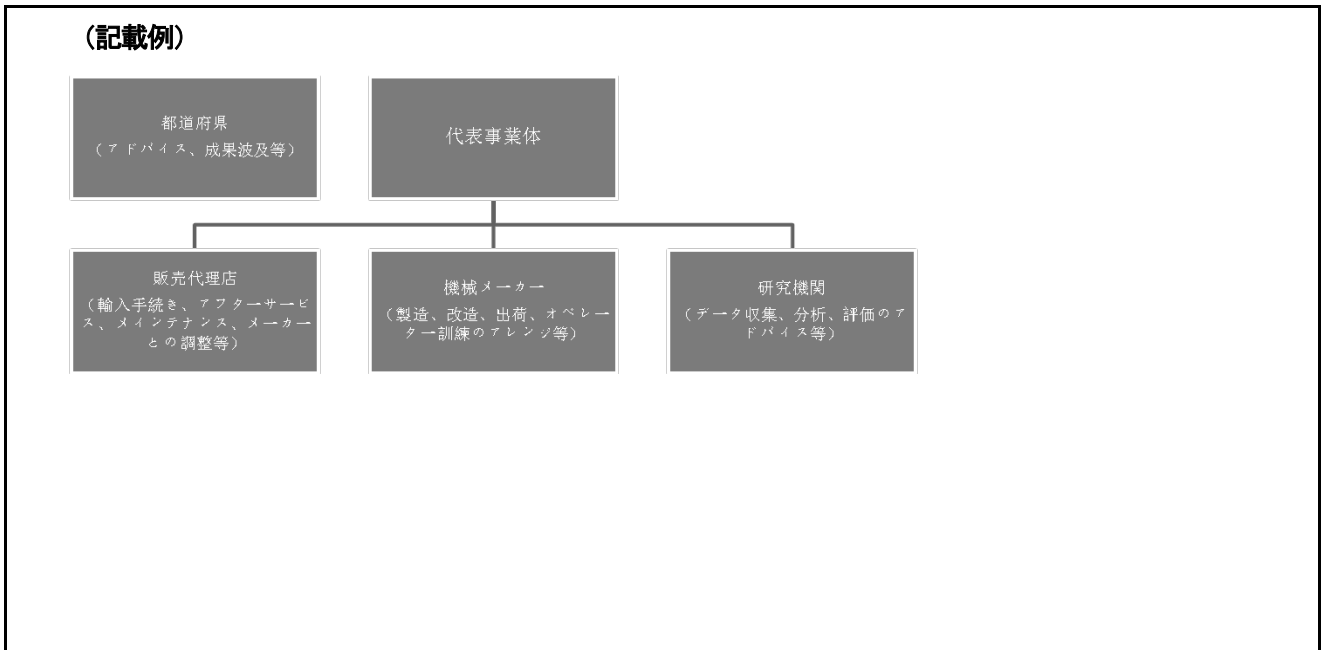 （記載例）
都道府県
（アドバイス、成果波及等）
代表事業体
販売代理店
（輸入手続き、アフターサービ
ス、メインテナンス、メーカー
との調整等）
機械メーカー
（製造、改造、出荷、オペレー
ター訓練のアレンジ等）
研究機関
（データ収集、分析、評価のア
ドバイス等）